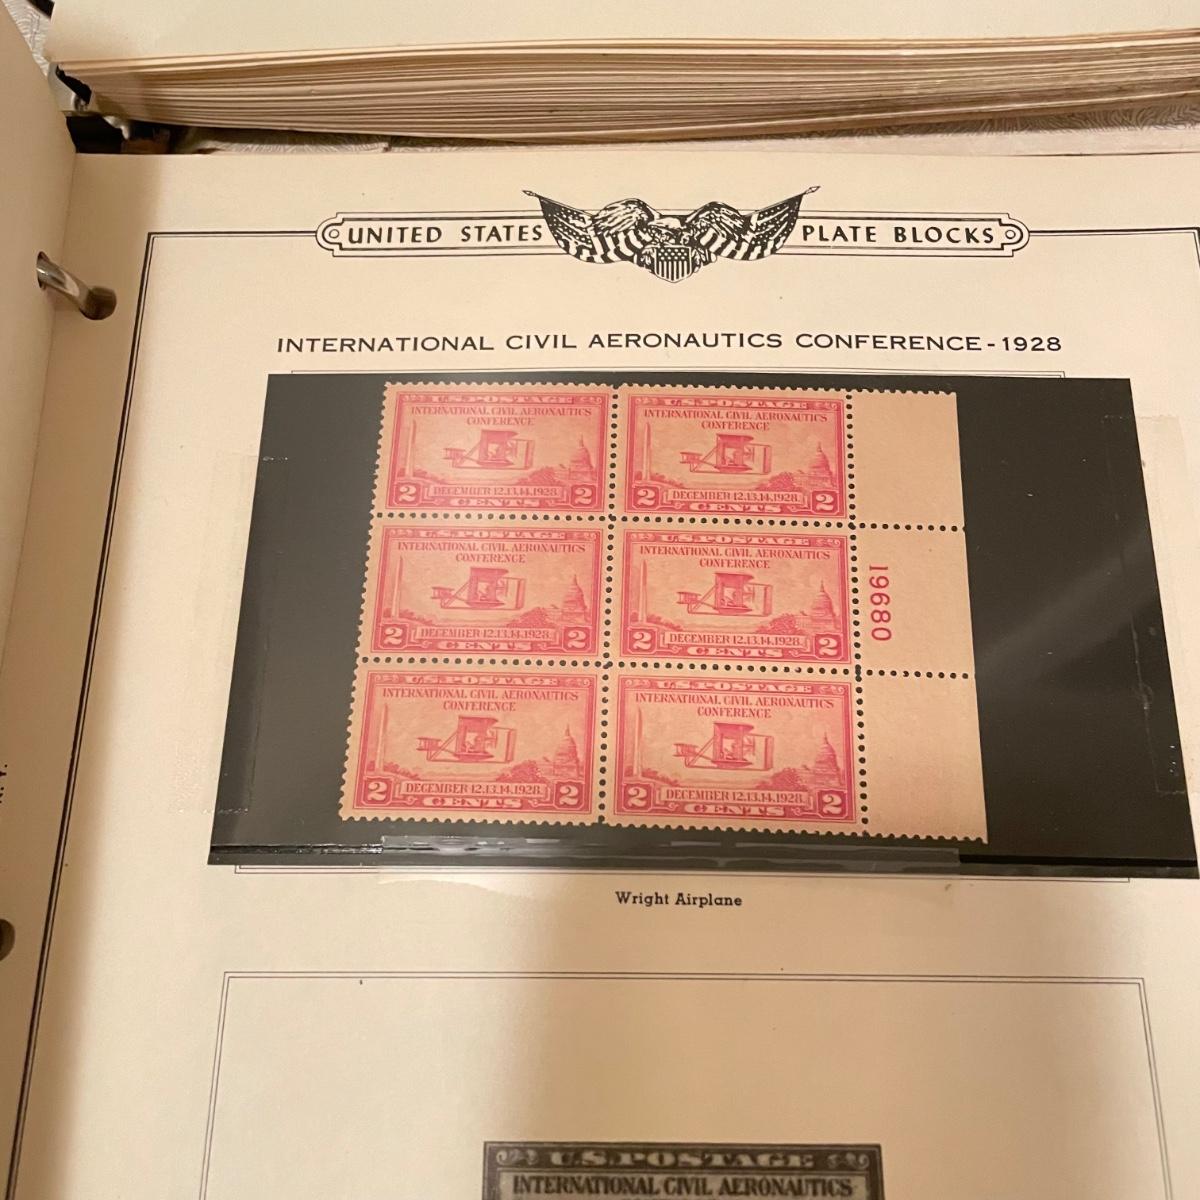 UNITED STATES PLATE BLOCKS
INTERNATIONAL CIVIL AERONAUTICS CONFERENCE - 1928
U.S. POSTAGE
INTERNATIONAL CIVIL AERONAUTICS
CONFERENCE
DECEMBER 12.13.14.1928.
2 CENTS 2
U.S. POSTAGE
INTERNATIONAL CIVIL AERONAUTICS
CONFERENCE
DECEMBER 12.13.14.1928.
2 CENTS 2
U.S. POSTAGE
INTERNATIONAL CIVIL AERONAUTICS
CONFERENCE
DECEMBER 12.13.14.1928.
2 CENTS 2
U.S. POSTAGE
INTERNATIONAL CIVIL AERONAUTICS
CONFERENCE
DECEMBER 12.13.14.1928.
2 CENTS 2
19680
U.S. POSTAGE
INTERNATIONAL CIVIL AERONAUTICS
CONFERENCE
DECEMBER 12.13.14.1928.
2 CENTS 2
U.S. POSTAGE
INTERNATIONAL CIVIL AERONAUTICS
CONFERENCE
DECEMBER 12.13.14.1928.
2 CENTS 2
Wright Airplane
U.S. POSTAGE
INTERNATIONAL CIVIL AERONAUTICS